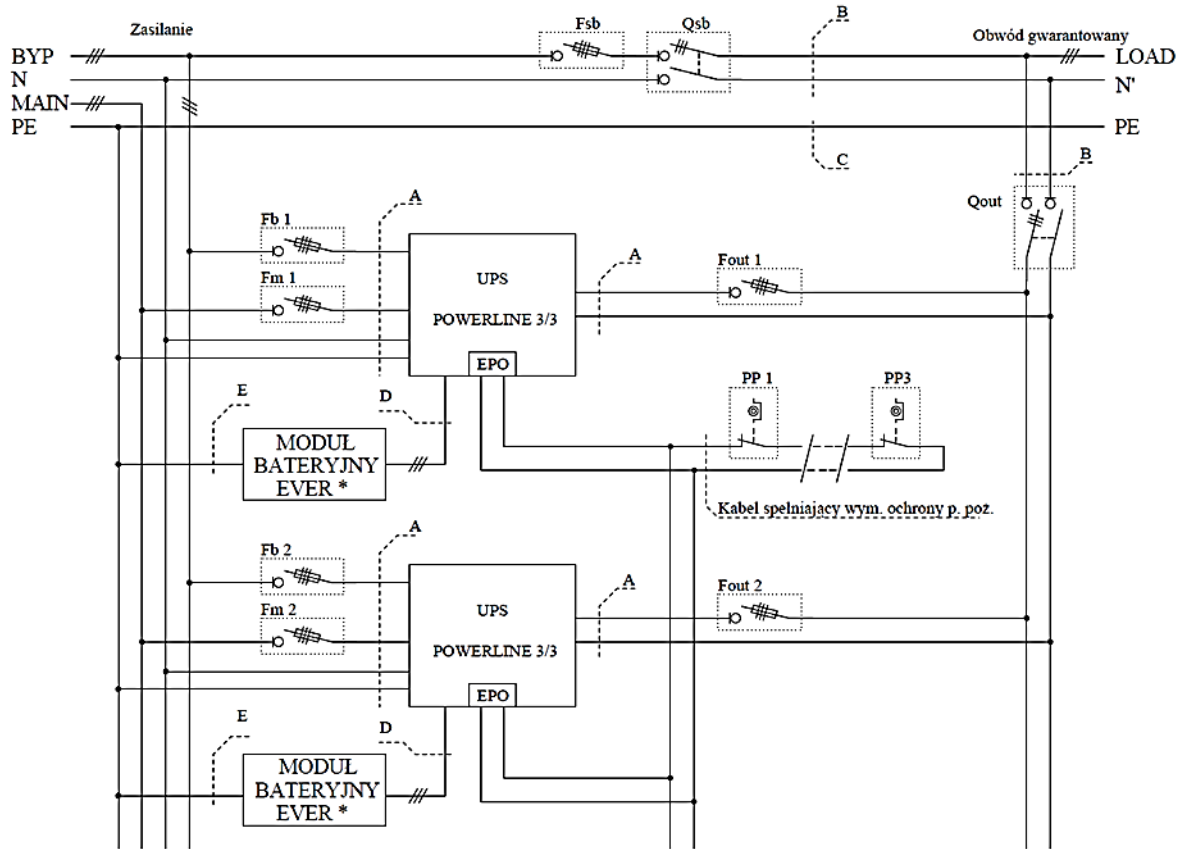 Zasilanie
Fsb
Qsb
B
Obwód gwarantowany
BYP
LOAD
N
N'
MAIN
PE
PE
C
B
A
Qout
Fb 1
A
Fout 1
UPS
Fm 1
POWERLINE 3/3
EPO
PP 1
PP3
E
D
MODUŁ
BATERYJNY
EVER *
Kabel spełniający wym. ochrony p. poż.
A
Fb 2
A
Fout 2
UPS
Fm 2
POWERLINE 3/3
EPO
E
D
MODUŁ
BATERYJNY
EVER *